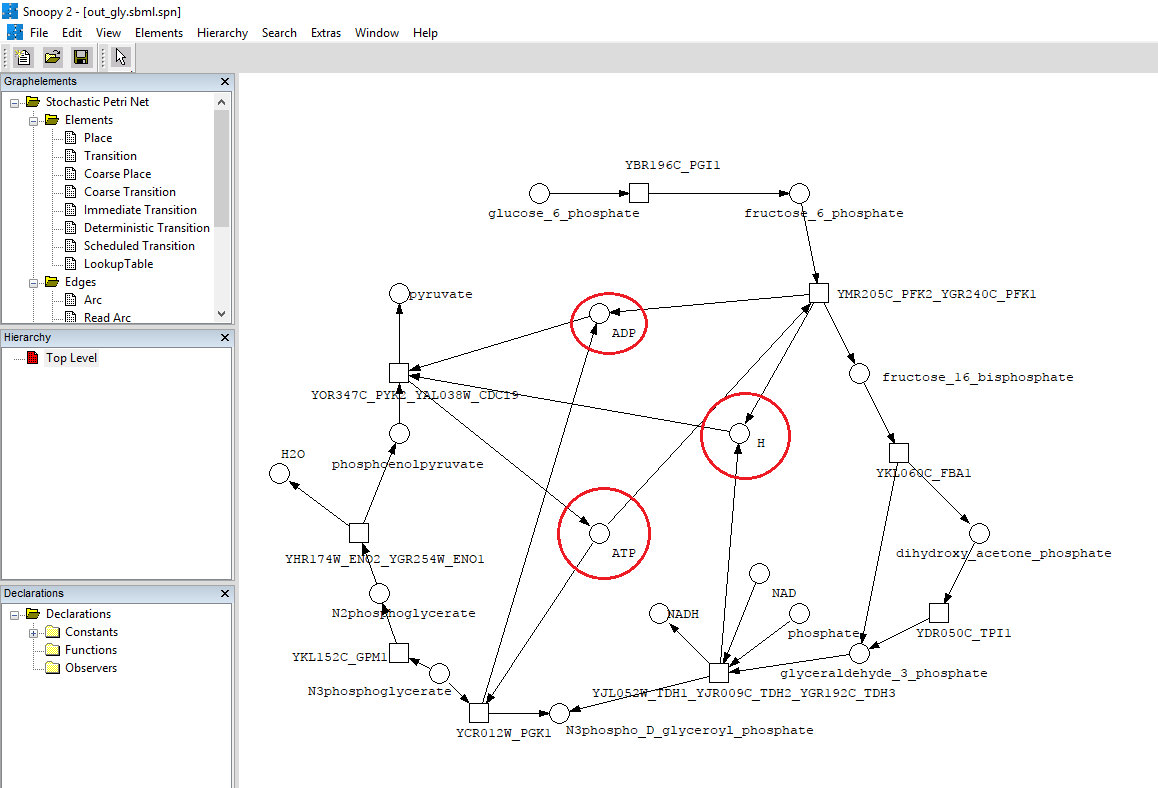 Snoopy 2 - [out_gly.sbml.spn]
File Edit View Elements Hierarchy Search Extras Window Help
Graphelements
Stochastic Petri Net
Elements
Place
Transition
Coarse Place
Coarse Transition
Immediate Transition
Deterministic Transition
Scheduled Transition
LookupTable
Edges
Arc
Read Arc
Hierarchy
Top Level
Declarations
Declarations
Constants
Functions
Observers
YBR196C_PGI1
glucose_6_phosphate
fructose_6_phosphate
pyruvate
YMR205C_PFK2_YGR240C_PFK1
ADP
fructose_16_bisphosphate
YOR347C_PYK2_YAL038W_CDC19
H
H2O
phosphoenolpyruvate
YKL060C_FBA1
ATP
dihydroxy_acetone_phosphate
YHR174W_ENO2_YGR254W_ENO1
NAD
N2phosphoglycerate
NADH
phosphate
YDR050C_TPI1
YKL152C_GPM1
glyceraldehyde_3_phosphate
N3phosphoglycerate
YJL052W_TDH1_YJR009C_TDH2_YGR192C_TDH3
YCR012W_PGK1
N3phospho_D_glyceroyl_phosphate